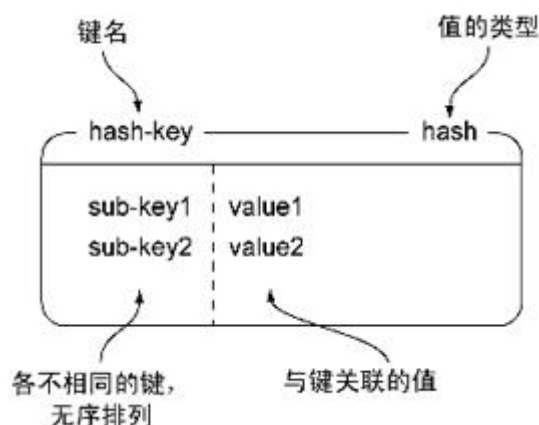 键名
值的类型
hash-key
hash
sub-key1
value1
sub-key2
value2
各不相同的键，
无序排列
与键关联的值